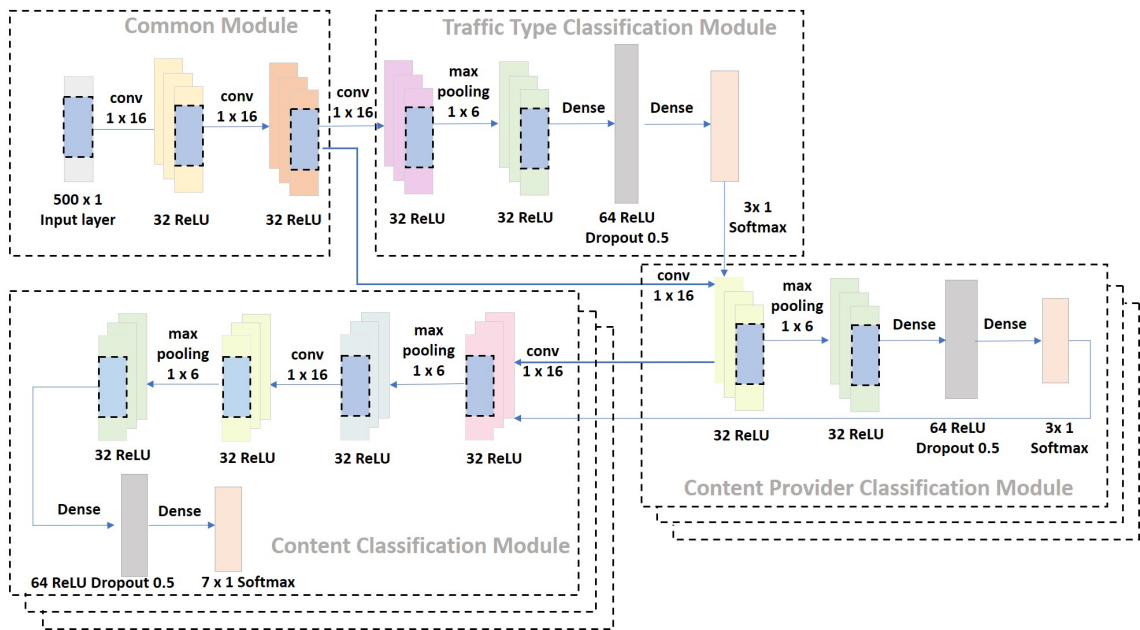 Common Module
conv
1 x 16
conv
1 x 16
500 x 1
Input layer
32 ReLU
32 ReLU
conv
1 x 16
Traffic Type Classification Module
max
pooling
1 x 6
Dense
Dense
32 ReLU
32 ReLU
64 ReLU
Dropout 0.5
3x 1
Softmax
conv
1 x 16
max
pooling
1 x 6
Dense
Dense
32 ReLU
32 ReLU
64 ReLU
Dropout 0.5
3x 1
Softmax
Content Provider Classification Module
conv
1 x 16
max
pooling
1 x 6
conv
1 x 16
max
pooling
1 x 6
32 ReLU
32 ReLU
32 ReLU
32 ReLU
Dense
Dense
Content Classification Module
64 ReLU Dropout 0.5
7 x 1 Softmax